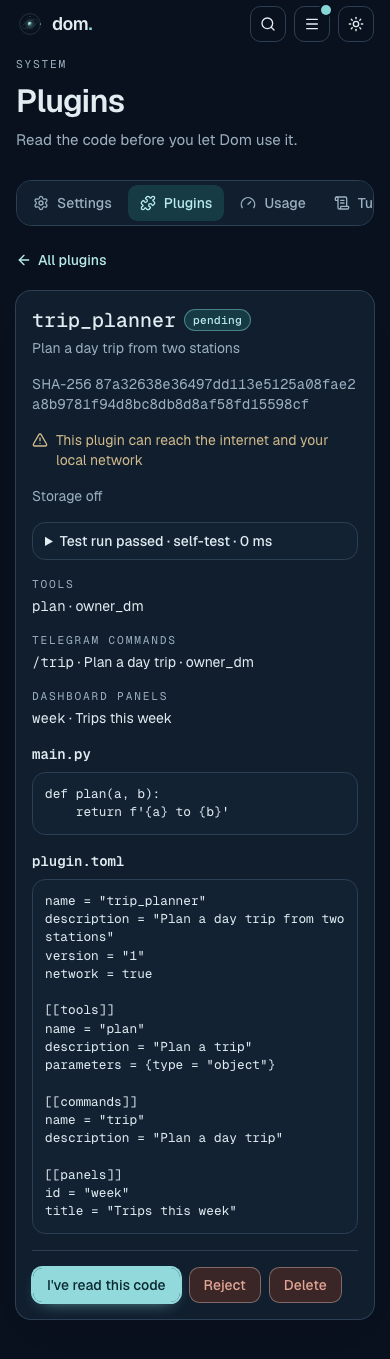 dom.
SYSTEM
Plugins
Read the code before you let Dom use it.
Settings
Plugins
Usage
Tu
← All plugins
trip_planner
pending
Plan a day trip from two stations
SHA-256 87a32638e36497dd113e5125a08fae2
a8b9781f94d8bc8db8d8af58fd15598cf
This plugin can reach the internet and your
local network
Storage off
▶ Test run passed · self-test · 0 ms
TOOLS
plan · owner_dm
TELEGRAM COMMANDS
/trip · Plan a day trip · owner_dm
DASHBOARD PANELS
week · Trips this week
main.py
def plan(a, b):
    return f'{a} to {b}'
plugin.toml
name = "trip_planner"
description = "Plan a day trip from two
stations"
version = "1"
network = true
[[tools]]
name = "plan"
description = "Plan a trip"
parameters = {type = "object"}
[[commands]]
name = "trip"
description = "Plan a day trip"
[[panels]]
id = "week"
title = "Trips this week"
I've read this code
Reject
Delete